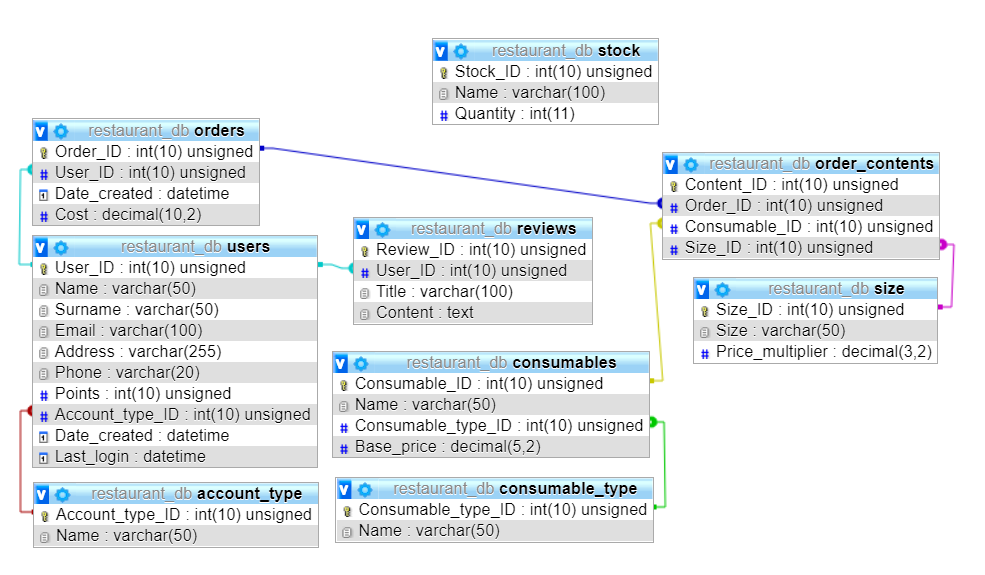 restaurant_db stock
Stock_ID : int(10) unsigned
Name : varchar(100)
Quantity : int(11)
restaurant_db orders
Order_ID : int(10) unsigned
User_ID : int(10) unsigned
Date_created : datetime
Cost : decimal(10,2)
restaurant_db order_contents
Content_ID : int(10) unsigned
Order_ID : int(10) unsigned
Consumable_ID : int(10) unsigned
Size_ID : int(10) unsigned
restaurant_db reviews
Review_ID : int(10) unsigned
User_ID : int(10) unsigned
Title : varchar(100)
Content : text
restaurant_db users
User_ID : int(10) unsigned
Name : varchar(50)
Surname : varchar(50)
Email : varchar(100)
Address : varchar(255)
Phone : varchar(20)
Points : int(10) unsigned
Account_type_ID : int(10) unsigned
Date_created : datetime
Last_login : datetime
restaurant_db size
Size_ID : int(10) unsigned
Size : varchar(50)
Price_multiplier : decimal(3,2)
restaurant_db consumables
Consumable_ID : int(10) unsigned
Name : varchar(50)
Consumable_type_ID : int(10) unsigned
Base_price : decimal(5,2)
restaurant_db account_type
Account_type_ID : int(10) unsigned
Name : varchar(50)
restaurant_db consumable_type
Consumable_type_ID : int(10) unsigned
Name : varchar(50)